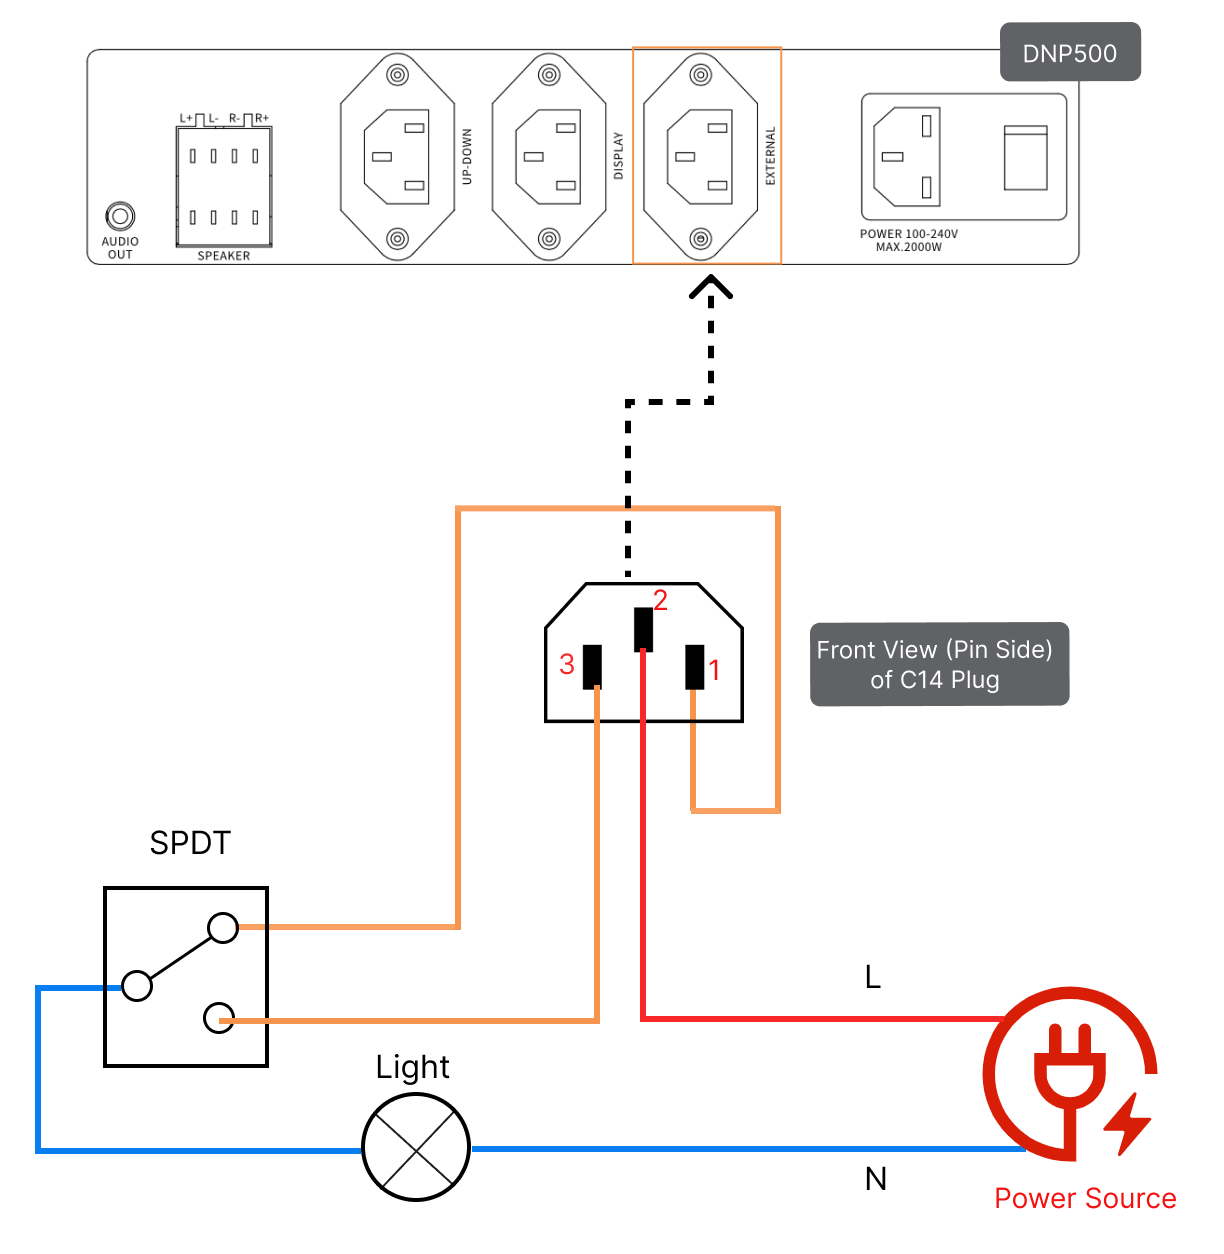 DNP500
L+ L- R- R+
UP-DOWN
DISPLAY
EXTERNAL
AUDIO
OUT
SPEAKER
POWER 100-240V
MAX.2000W
2
3
1
Front View (Pin Side)
of C14 Plug
SPDT
L
Light
N
Power Source